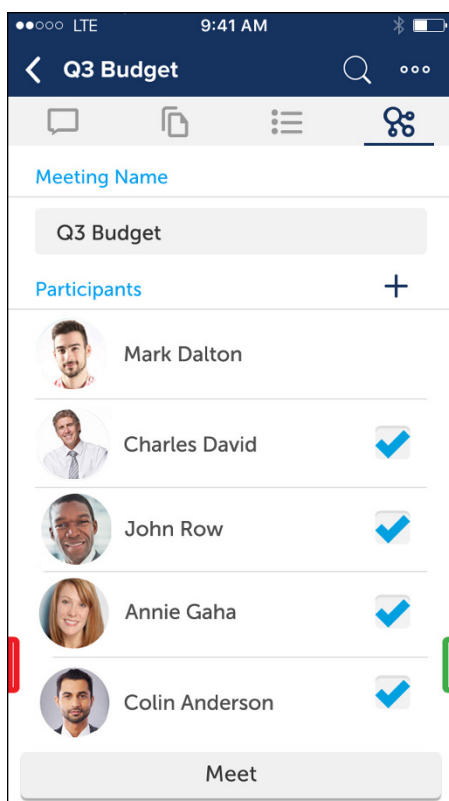 LTE 9:41 AM
Q3 Budget
Meeting Name
Q3 Budget
Participants
Mark Dalton
Charles David
John Row
Annie Gaha
Colin Anderson
Meet